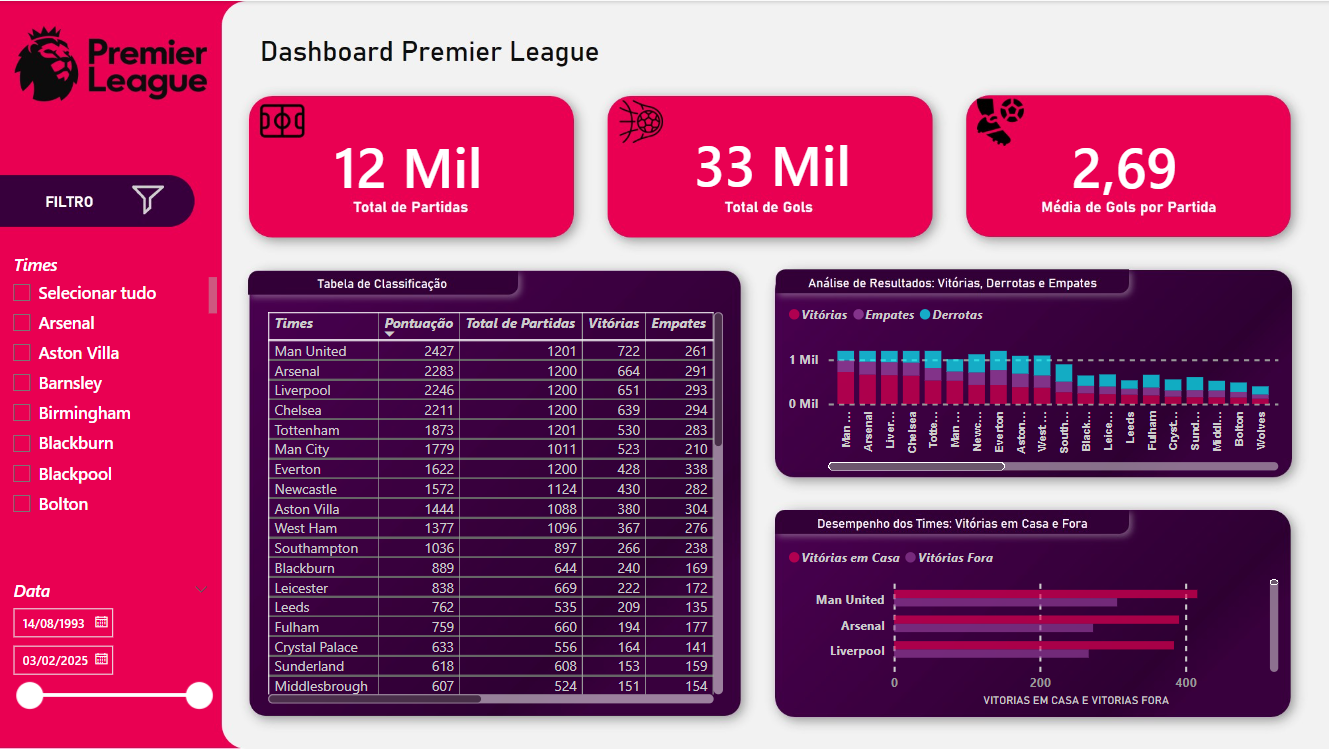 Premier
League
FILTRO
Times
Selecionar tudo
Arsenal
Aston Villa
Barnsley
Birmingham
Blackburn
Blackpool
Bolton
Data
14/08/1993
03/02/2025
Dashboard Premier League
12 Mil
Total de Partidas
33 Mil
Total de Gols
2,69
Média de Gols por Partida
Tabela de Classificação
Times Pontuação Total de Partidas Vitórias Empates
Man United 2427 1201 722 261
Arsenal 2283 1200 664 291
Liverpool 2246 1200 651 293
Chelsea 2211 1200 639 294
Tottenham 1873 1201 530 283
Man City 1779 1011 523 210
Everton 1622 1200 428 338
Newcastle 1572 1124 430 282
Aston Villa 1444 1088 380 304
West Ham 1377 1096 367 276
Southampton 1036 897 266 238
Blackburn 889 644 240 169
Leicester 838 669 222 172
Leeds 762 535 209 135
Fulham 759 660 194 177
Crystal Palace 633 556 164 141
Sunderland 618 608 153 159
Middlesbrough 607 524 151 154
Análise de Resultados: Vitórias, Derrotas e Empates
Vitórias Empates Derrotas
1 Mil
0 Mil
Man ...
Arsenal
Liver...
Chelsea
Totte...
Man ...
Newc...
Everton
Aston...
West ...
South...
Black...
Leice...
Leeds
Fulham
Cryst...
Sund...
Middl...
Bolton
Wolves
Desempenho dos Times: Vitórias em Casa e Fora
Vitórias em Casa Vitórias Fora
Man United
Arsenal
Liverpool
0 200 400
VITORIAS EM CASA E VITORIAS FORA